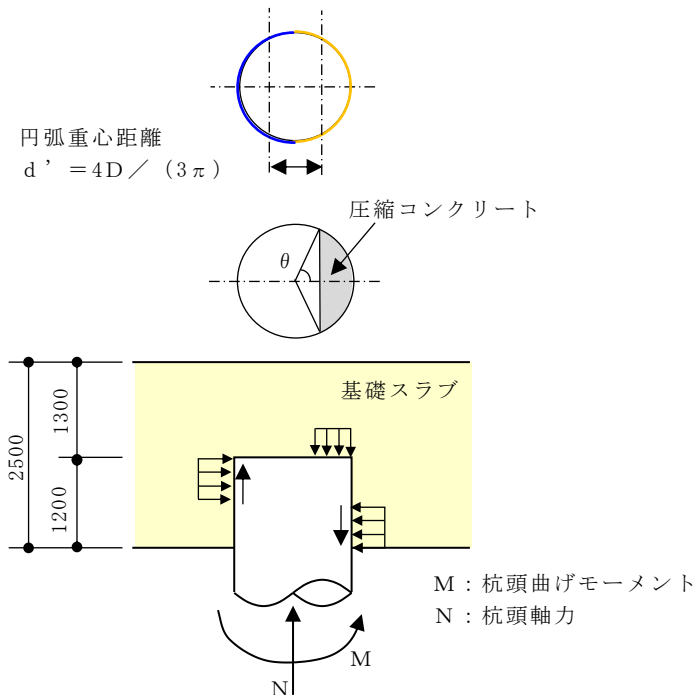 円弧重心距離
d’=4D/(3π)
圧縮コンクリート
θ
基礎スラブ
1300
2500
1200
M:杭頭曲げモーメント
N:杭頭軸力
M
N